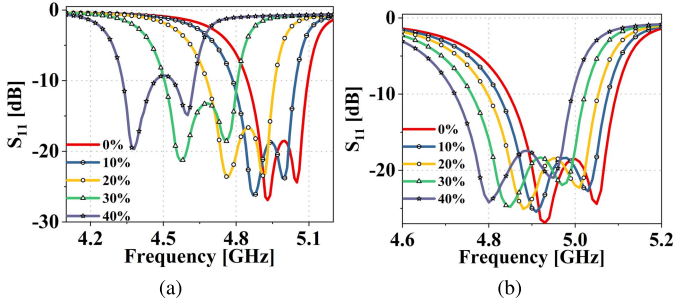 (a)
0
-10
-20
-30
S11 [dB]
0%
10%
20%
30%
40%
4.2 4.5 4.8 5.1
Frequency [GHz]
(a)
(b)
0
-10
-20
S11 [dB]
0%
10%
20%
30%
40%
4.6 4.8 5.0 5.2
Frequency [GHz]
(b)